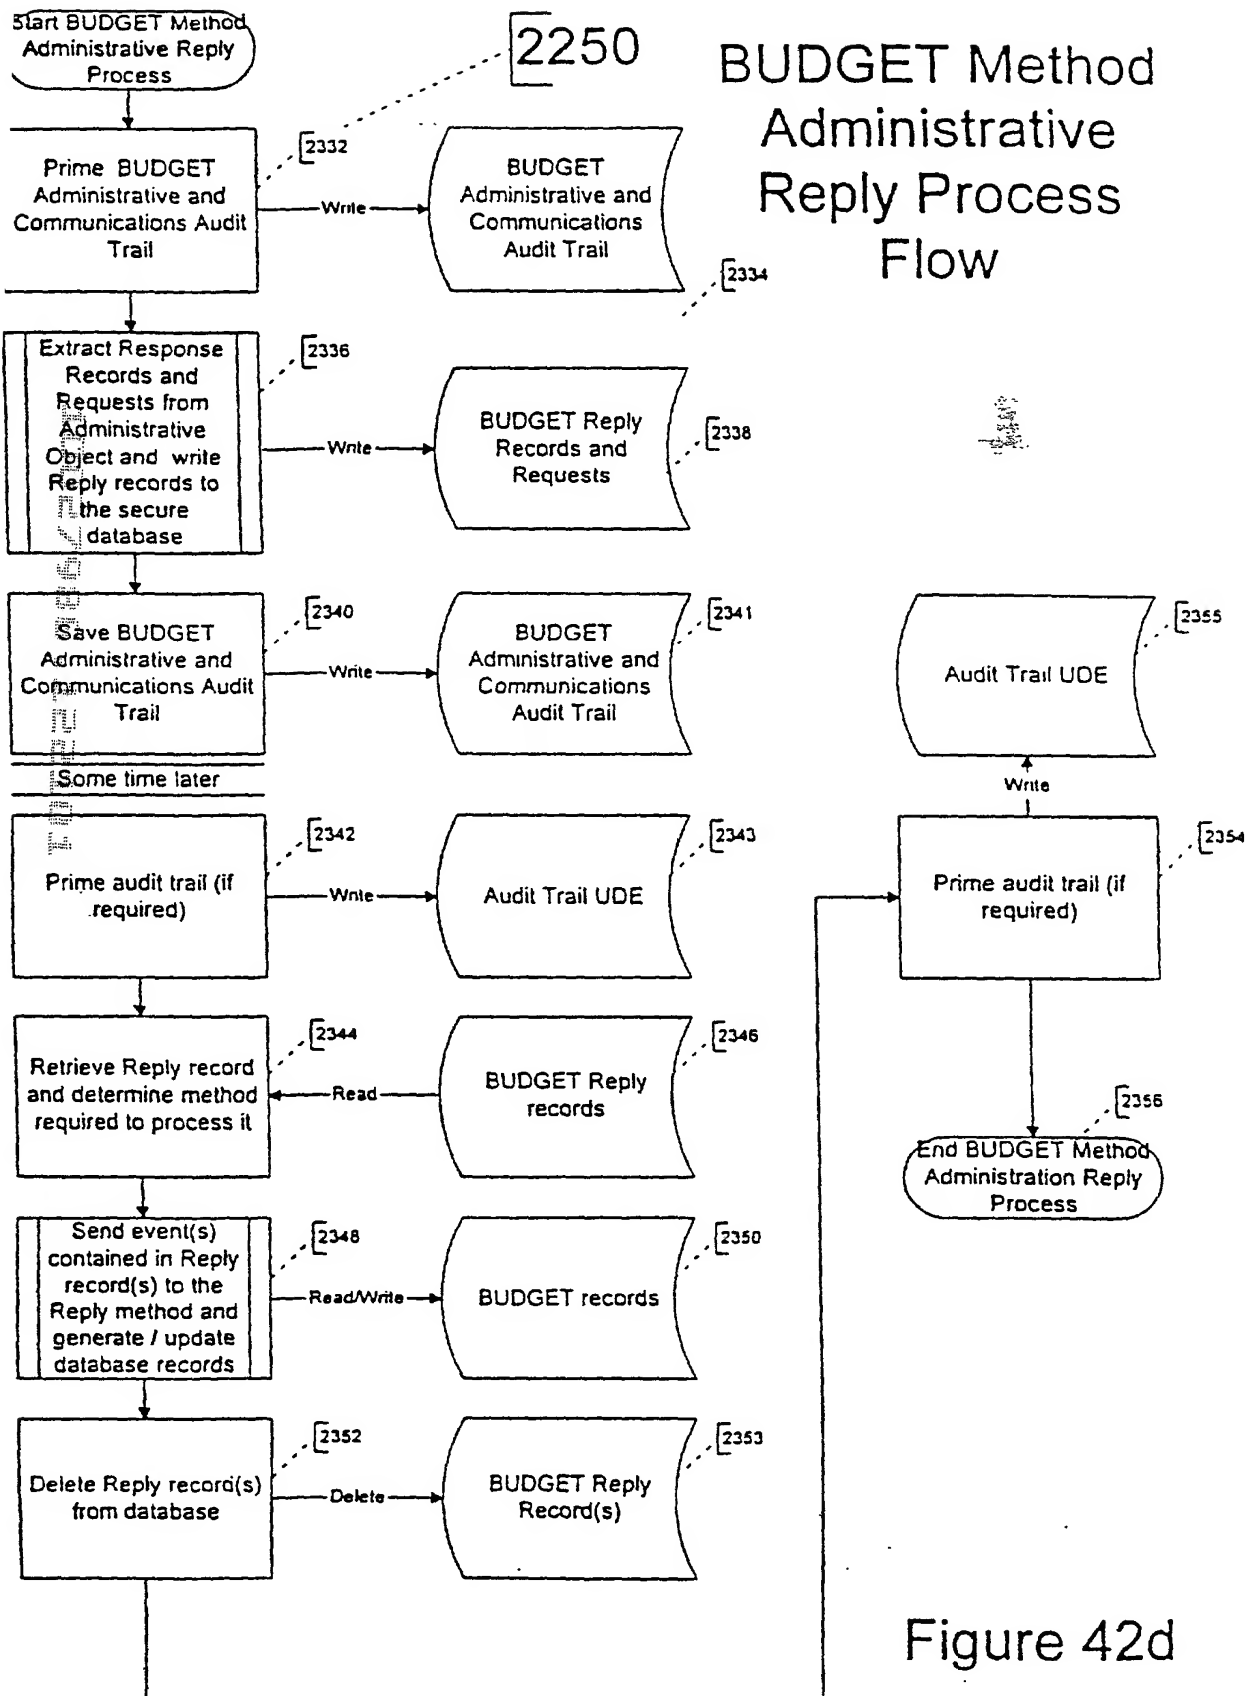 Start BUDGET Method
Administrative Reply
Process
2250
BUDGET Method
Administrative
Reply Process
Flow
2332
Prime BUDGET
Administrative and
Communications Audit
Trail
Write
BUDGET
Administrative and
Communications
Audit Trail
2334
2336
Extract Response
Records and
Requests from
Administrative
Object and write
Reply records to
the secure
database
Write
BUDGET Reply
Records and
Requests
2338
2340
Save BUDGET
Administrative and
Communications Audit
Trail
Write
BUDGET
Administrative and
Communications
Audit Trail
2341
Some time later
2342
Prime audit trail (if
required)
Write
Audit Trail UDE
2343
2344
Retrieve Reply record
and determine method
required to process it
Read
BUDGET Reply
records
2346
2348
Send event(s)
contained in Reply
record(s) to the
Reply method and
generate / update
database records
Read/Write
BUDGET records
2350
2352
Delete Reply record(s)
from database
Delete
BUDGET Reply
Record(s)
2353
2355
Audit Trail UDE
Write
2354
Prime audit trail (if
required)
2356
End BUDGET Method
Administration Reply
Process
Figure 42d